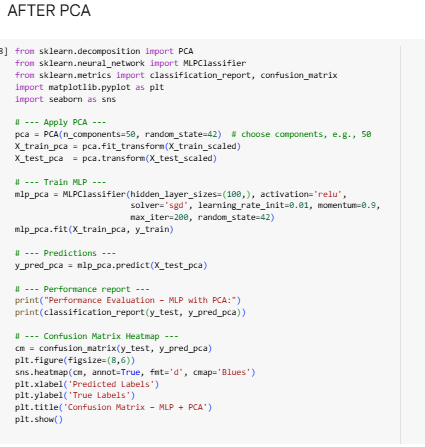 AFTER PCA
8] from sklearn.decomposition import PCA
from sklearn.neural_network import MLPClassifier
from sklearn.metrics import classification_report, confusion_matrix
import matplotlib.pyplot as plt
import seaborn as sns
# --- Apply PCA ---
pca = PCA(n_components=50, random_state=42)  # choose components, e.g., 50
X_train_pca = pca.fit_transform(X_train_scaled)
X_test_pca  = pca.transform(X_test_scaled)
# --- Train MLP ---
mlp_pca = MLPClassifier(hidden_layer_sizes=(100,), activation='relu',
solver='sgd', learning_rate_init=0.01, momentum=0.9,
max_iter=200, random_state=42)
mlp_pca.fit(X_train_pca, y_train)
# --- Predictions ---
y_pred_pca = mlp_pca.predict(X_test_pca)
# --- Performance report ---
print("Performance Evaluation – MLP with PCA:")
print(classification_report(y_test, y_pred_pca))
# --- Confusion Matrix Heatmap ---
cm = confusion_matrix(y_test, y_pred_pca)
plt.figure(figsize=(8,6))
sns.heatmap(cm, annot=True, fmt='d', cmap='Blues')
plt.xlabel('Predicted Labels')
plt.ylabel('True Labels')
plt.title('Confusion Matrix – MLP + PCA')
plt.show()